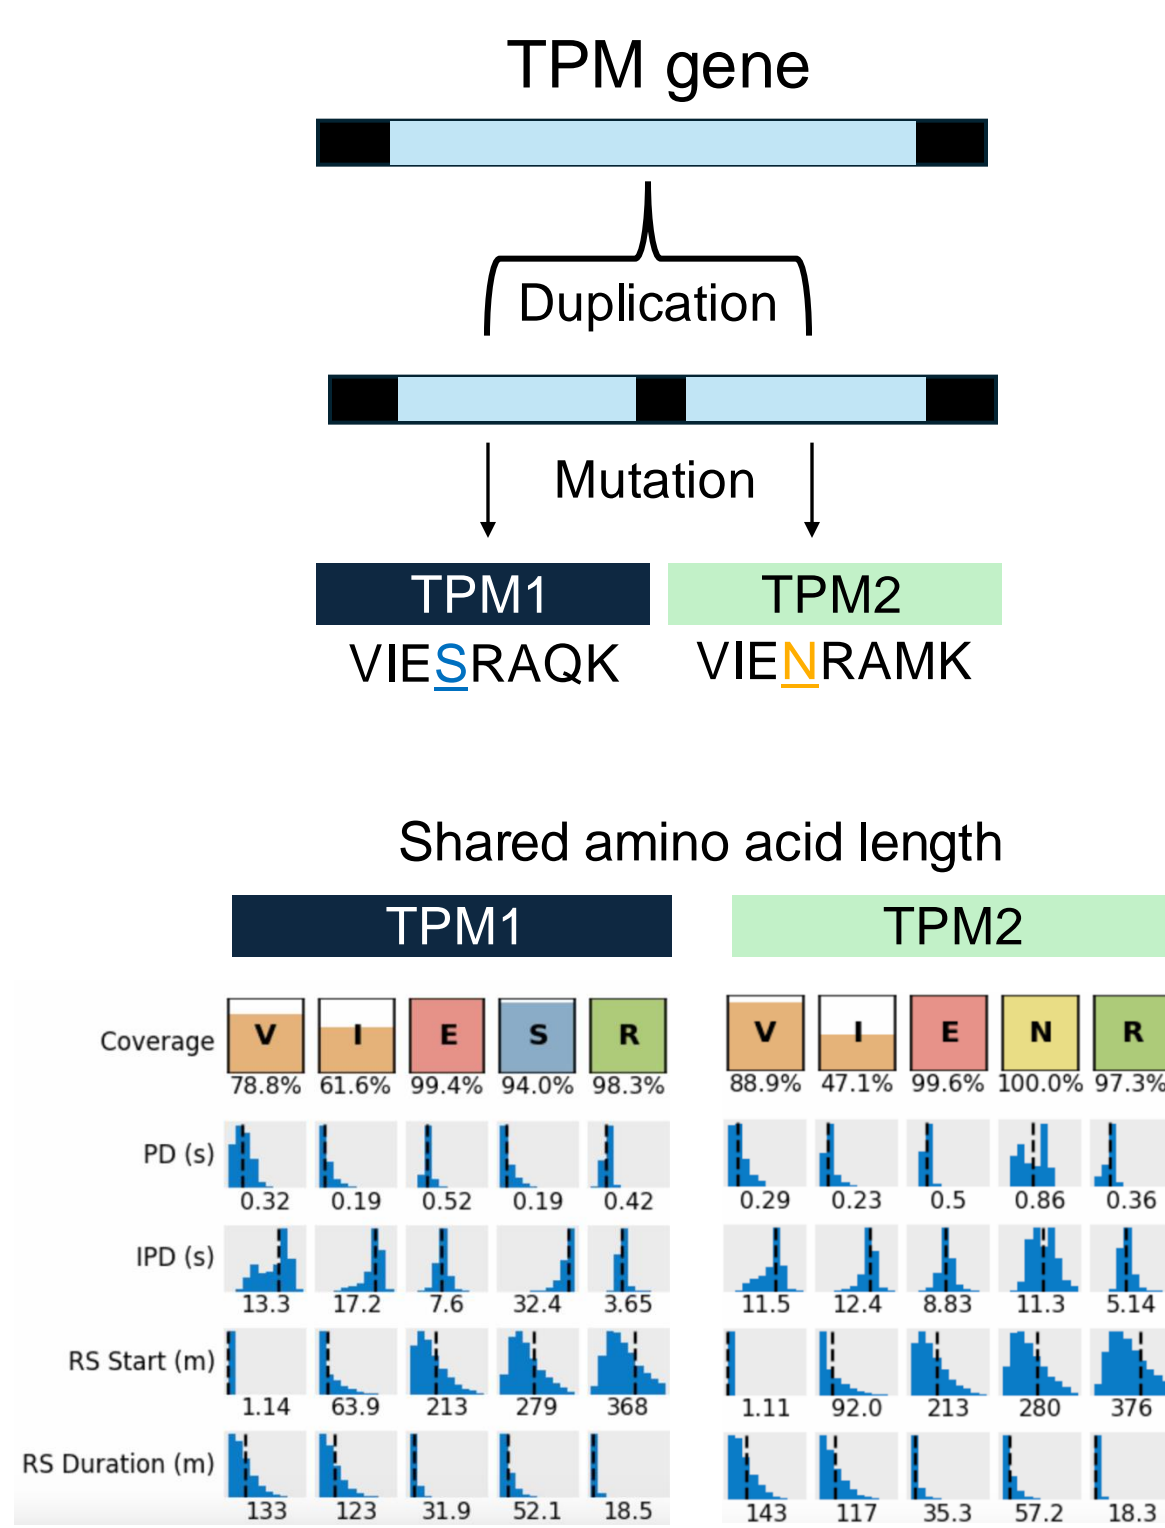 TPM gene
Duplication
Mutation
TPM1 TPM2
VIESRAQK VIENRAMK
Shared amino acid length
TPM1 TPM2
Coverage V I E S R V I E N R
78.8% 61.6% 99.4% 94.0% 98.3% 88.9% 47.1% 99.6% 100.0% 97.3%
PD (s)
0.32 0.19 0.52 0.19 0.42 0.29 0.23 0.5 0.86 0.36
IPD (s)
13.3 17.2 7.6 32.4 3.65 11.5 12.4 8.83 11.3 5.14
RS Start (m)
1.14 63.9 213 279 368 1.11 92.0 213 280 376
RS Duration (m)
133 123 31.9 52.1 18.5 143 117 35.3 57.2 18.3